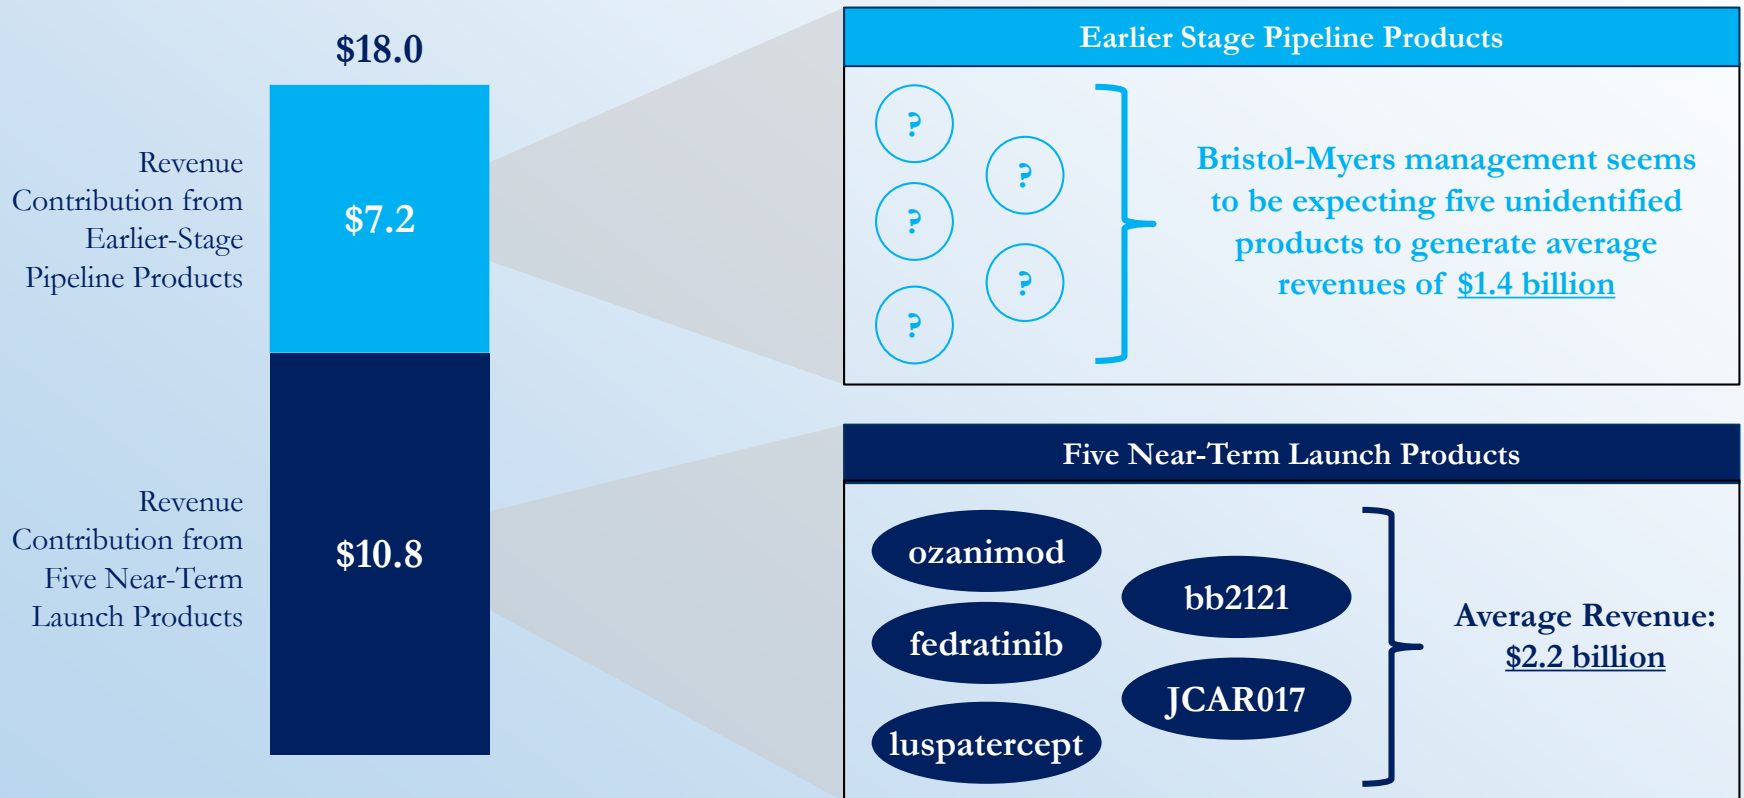 $18.0
Revenue
Contribution from
Earlier-Stage
Pipeline Products
$7.2
Revenue
Contribution from
Five Near-Term
Launch Products
$10.8
Earlier Stage Pipeline Products
?
?
?
?
?
Bristol-Myers management seems
to be expecting five unidentified
products to generate average
revenues of $1.4 billion
Five Near-Term Launch Products
ozanimod
bb2121
fedratinib
JCAR017
luspatercept
Average Revenue:
$2.2 billion